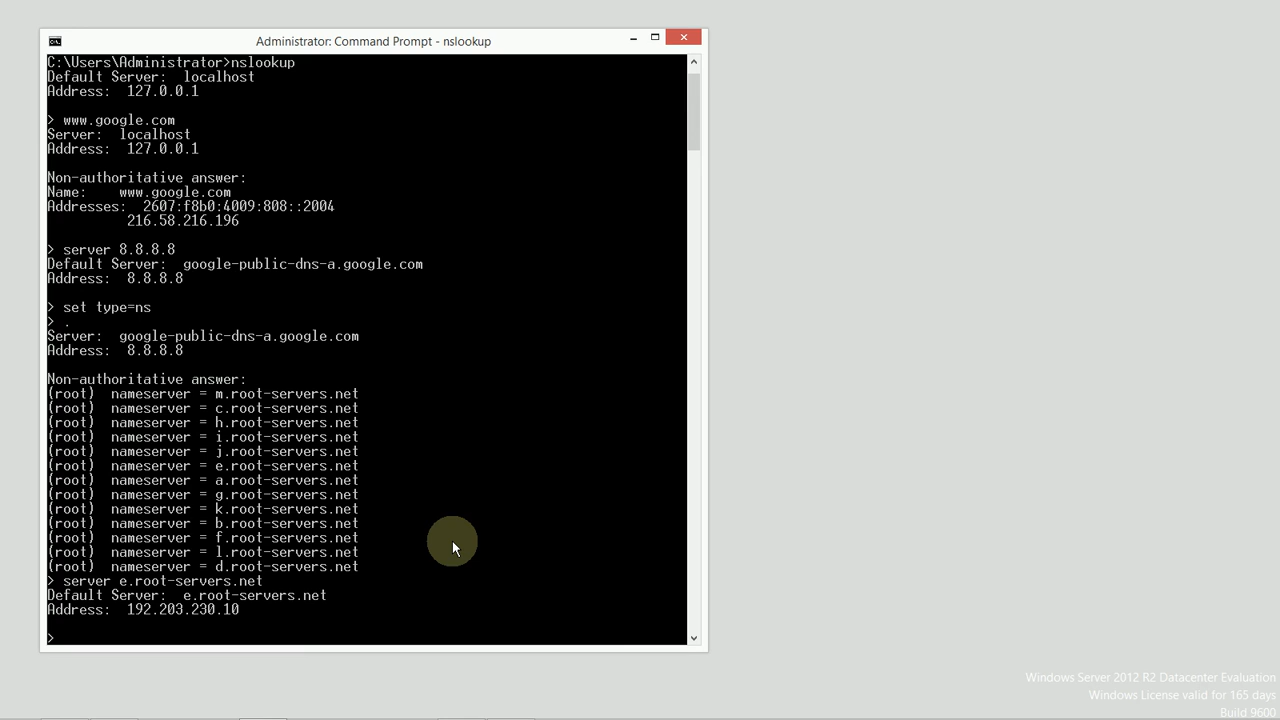 Administrator: Command Prompt - nslookup
C:\Users\Administrator>nslookup
Default Server:  localhost
Address:  127.0.0.1
> www.google.com
Server:  localhost
Address:  127.0.0.1
Non-authoritative answer:
Name:    www.google.com
Addresses:  2607:f8b0:4009:808::2004
216.58.216.196
> server 8.8.8.8
Default Server:  google-public-dns-a.google.com
Address:  8.8.8.8
> set type=ns
> .
Server:  google-public-dns-a.google.com
Address:  8.8.8.8
Non-authoritative answer:
(root)  nameserver = m.root-servers.net
(root)  nameserver = c.root-servers.net
(root)  nameserver = h.root-servers.net
(root)  nameserver = i.root-servers.net
(root)  nameserver = j.root-servers.net
(root)  nameserver = e.root-servers.net
(root)  nameserver = a.root-servers.net
(root)  nameserver = g.root-servers.net
(root)  nameserver = k.root-servers.net
(root)  nameserver = b.root-servers.net
(root)  nameserver = f.root-servers.net
(root)  nameserver = l.root-servers.net
(root)  nameserver = d.root-servers.net
> server e.root-servers.net
Default Server:  e.root-servers.net
Address:  192.203.230.10
>
Windows Server 2012 R2 Datacenter Evaluation
Windows License valid for 165 days
Build 9600